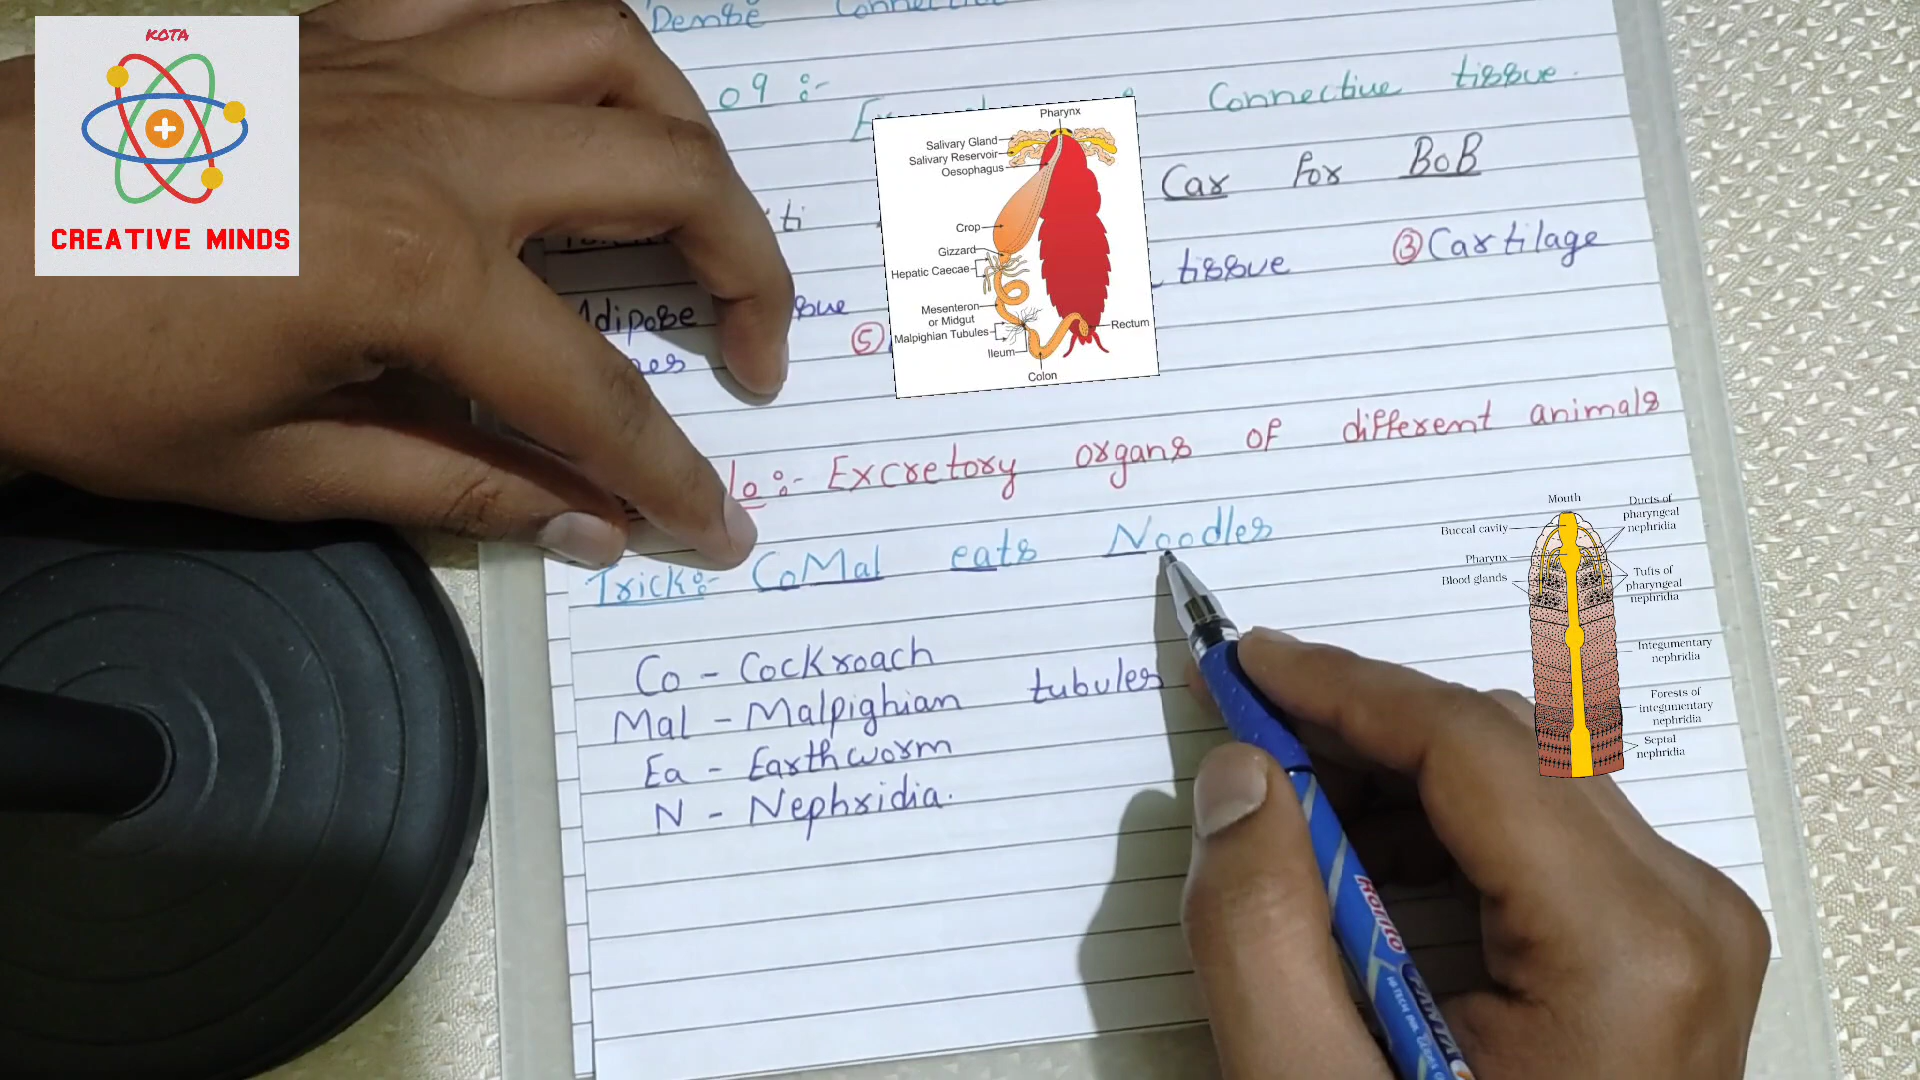 KOTA
CREATIVE MINDS
Connective tissue.
09 :-
Car for BoB
tissue ③ Cartilage
Adipose
⑤
Pharynx
Salivary Gland
Salivary Reservoir
Oesophagus
Crop
Gizzard
Hepatic Caecae
Mesenteron
or Midgut
Malpighian Tubules
Ileum
Colon
Rectum
10:- Excretory organs of different animals
Trick:- CoMal eats Noodles
Co - Cockroach
Mal - Malpighian tubules
Ea - Earthworm
N - Nephridia.
Mouth
Buccal cavity
Pharynx
Blood glands
Ducts of
pharyngeal
nephridia
Tufts of
pharyngeal
nephridia
Integumentary
nephridia
Forests of
integumentary
nephridia
Septal
nephridia